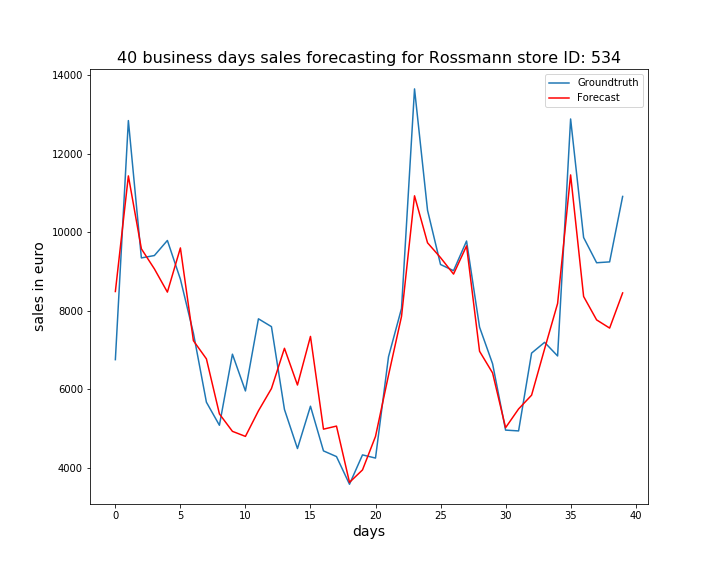 40 business days sales forecasting for Rossmann store ID: 534
Groundtruth
Forecast
sales in euro
14000
12000
10000
8000
6000
4000
0 5 10 15 20 25 30 35 40
days